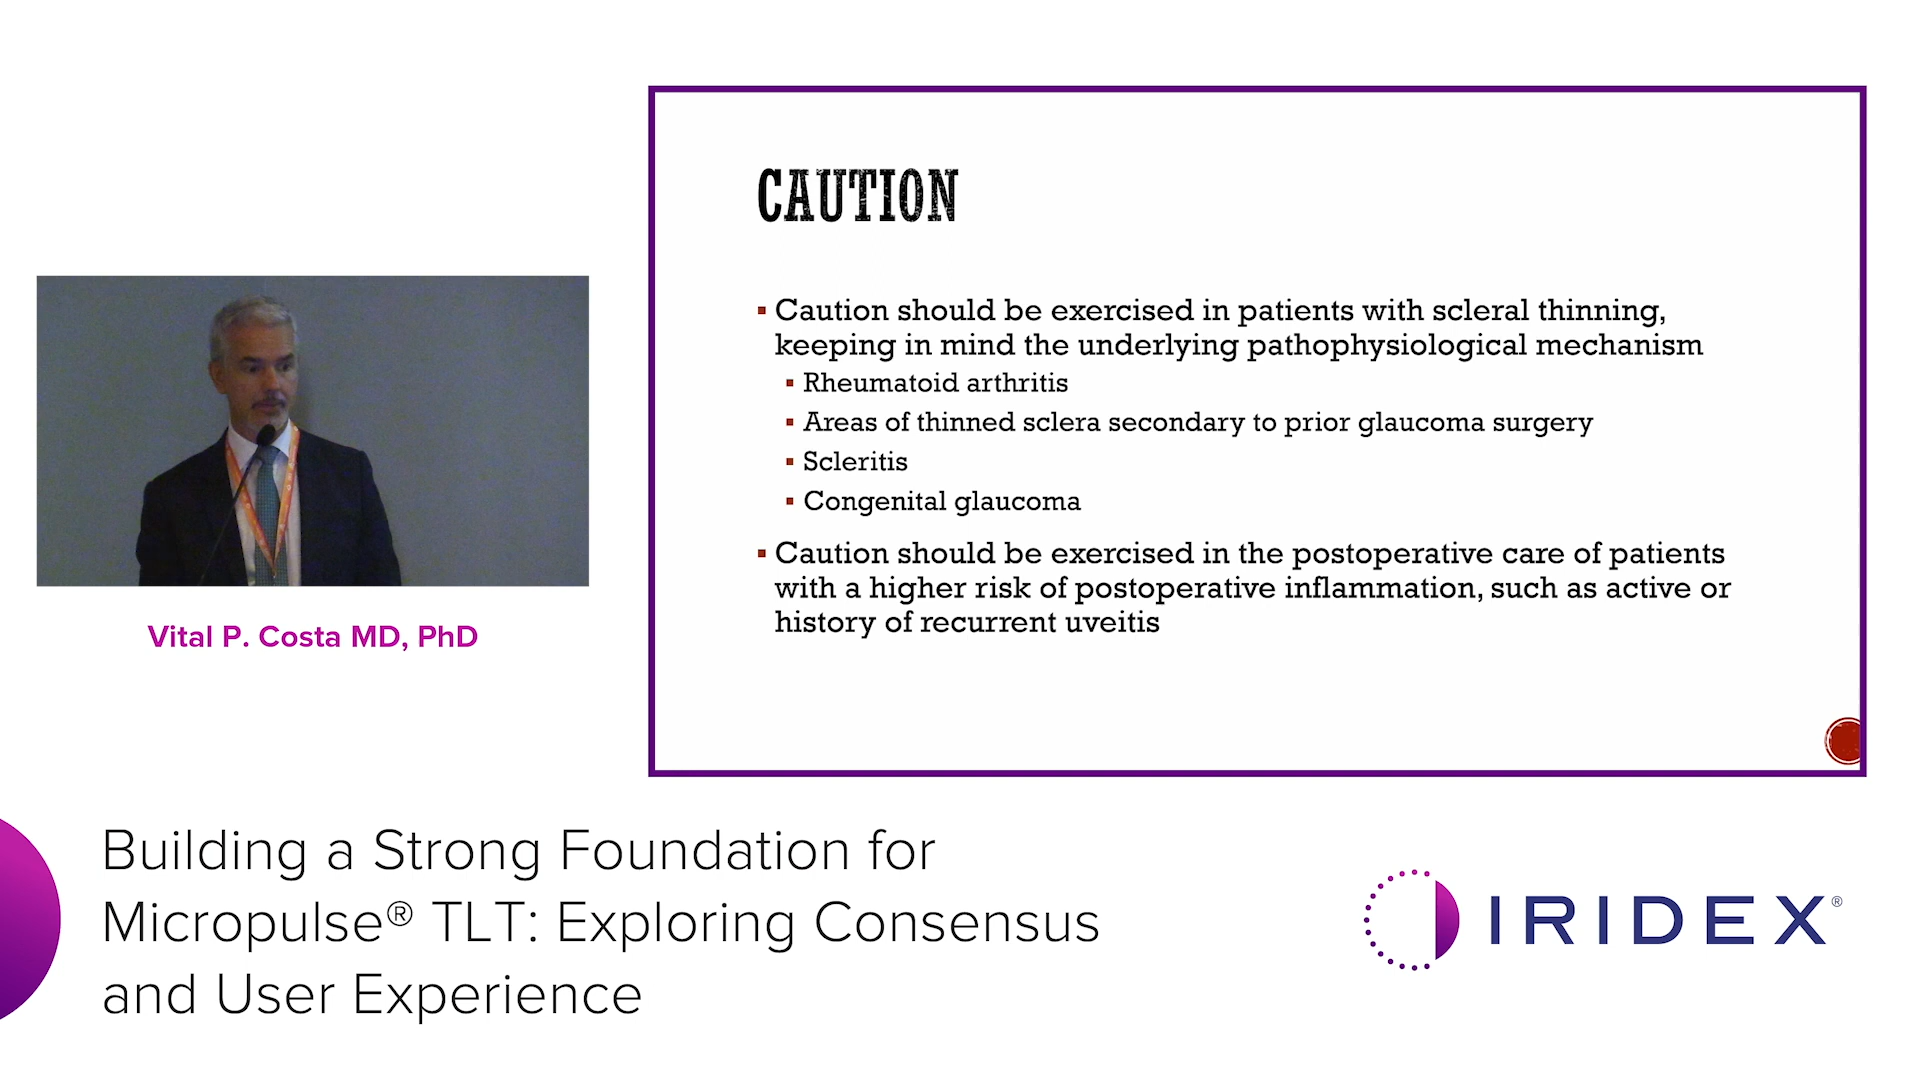 CAUTION
▪ Caution should be exercised in patients with scleral thinning,
keeping in mind the underlying pathophysiological mechanism
▪ Rheumatoid arthritis
▪ Areas of thinned sclera secondary to prior glaucoma surgery
▪ Scleritis
▪ Congenital glaucoma
▪ Caution should be exercised in the postoperative care of patients
with a higher risk of postoperative inflammation, such as active or
history of recurrent uveitis
Vital P. Costa MD, PhD
Building a Strong Foundation for
Micropulse® TLT: Exploring Consensus
and User Experience
IRIDEX®